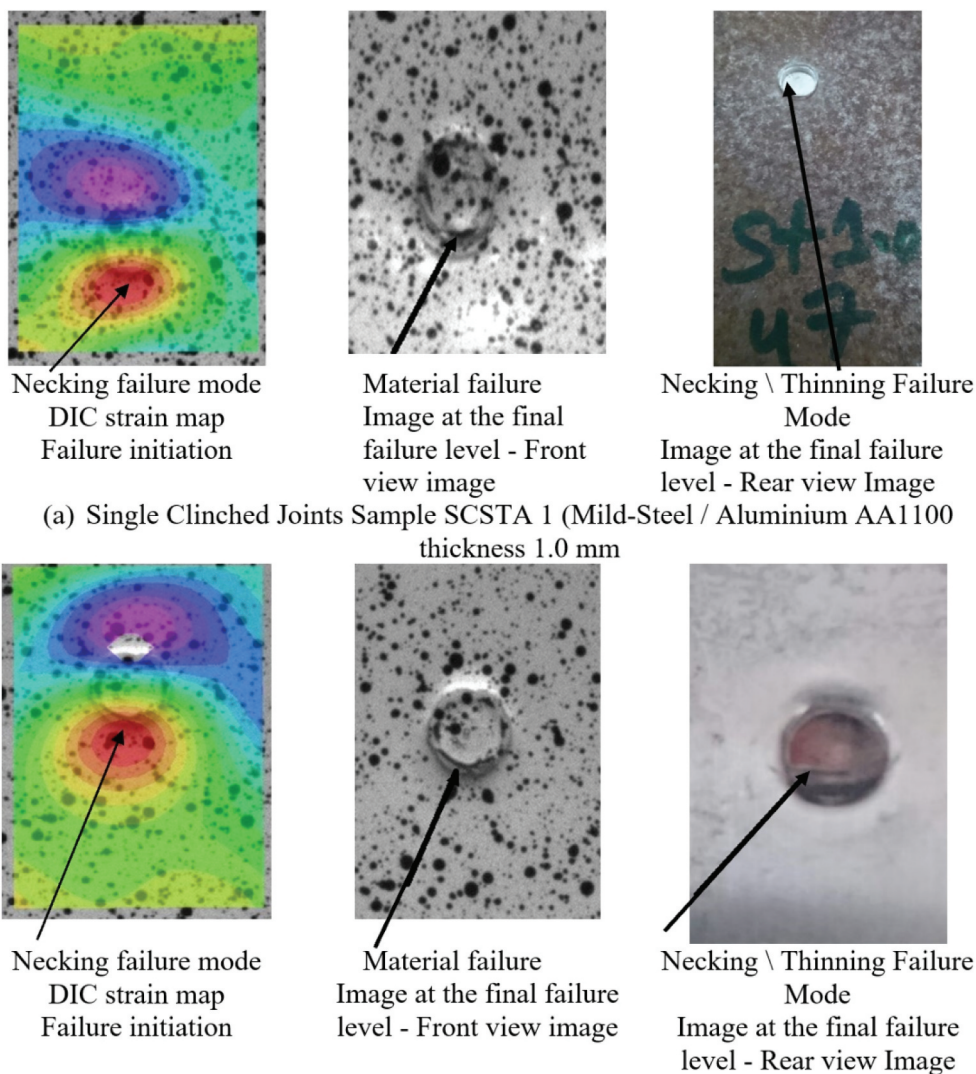 St 1.0
47
Necking failure mode
DIC strain map
Failure initiation
Material failure
Image at the final
failure level - Front
view image
Necking \ Thinning Failure
Mode
Image at the final failure
level - Rear view Image
(a) Single Clinched Joints Sample SCSTA 1 (Mild-Steel / Aluminium AA1100
thickness 1.0 mm
Necking failure mode
DIC strain map
Failure initiation
Material failure
Image at the final failure
level - Front view image
Necking \ Thinning Failure
Mode
Image at the final failure
level - Rear view Image